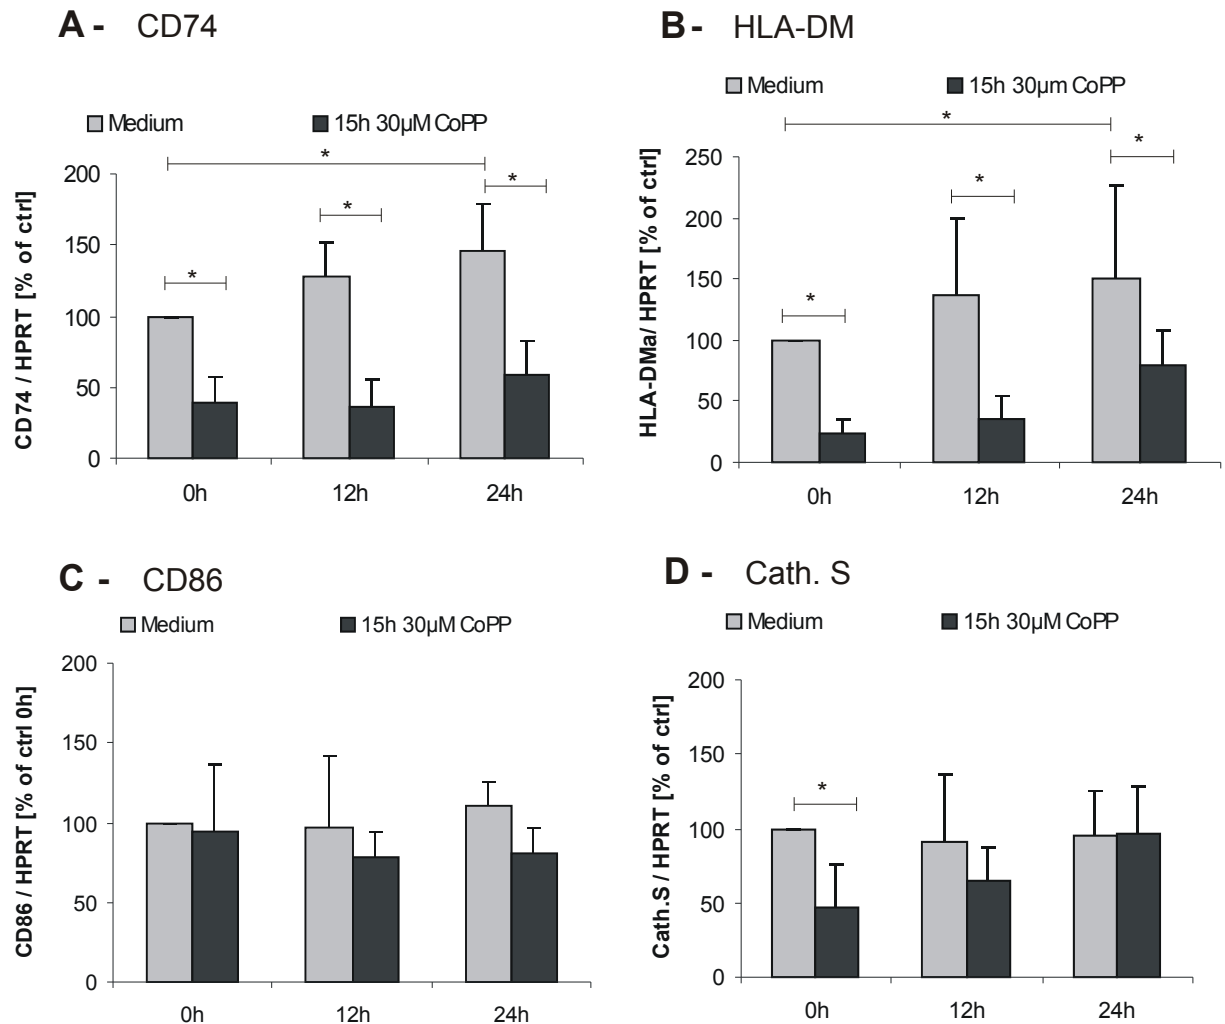 A - CD74
Medium 15h 30µM CoPP
CD74 / HPRT [% of ctrl]
200
150
100
50
0
* * * *
0h 12h 24h
B - HLA-DM
Medium 15h 30µm CoPP
HLA-DMa/ HPRT [% of ctrl]
250
200
150
100
50
0
* * * *
0h 12h 24h
C - CD86
Medium 15h 30µM CoPP
CD86 / HPRT [% of ctrl 0h]
200
150
100
50
0
0h 12h 24h
D - Cath. S
Medium 15h 30µM CoPP
Cath.S / HPRT [% of ctrl]
200
150
100
50
0
*
0h 12h 24h